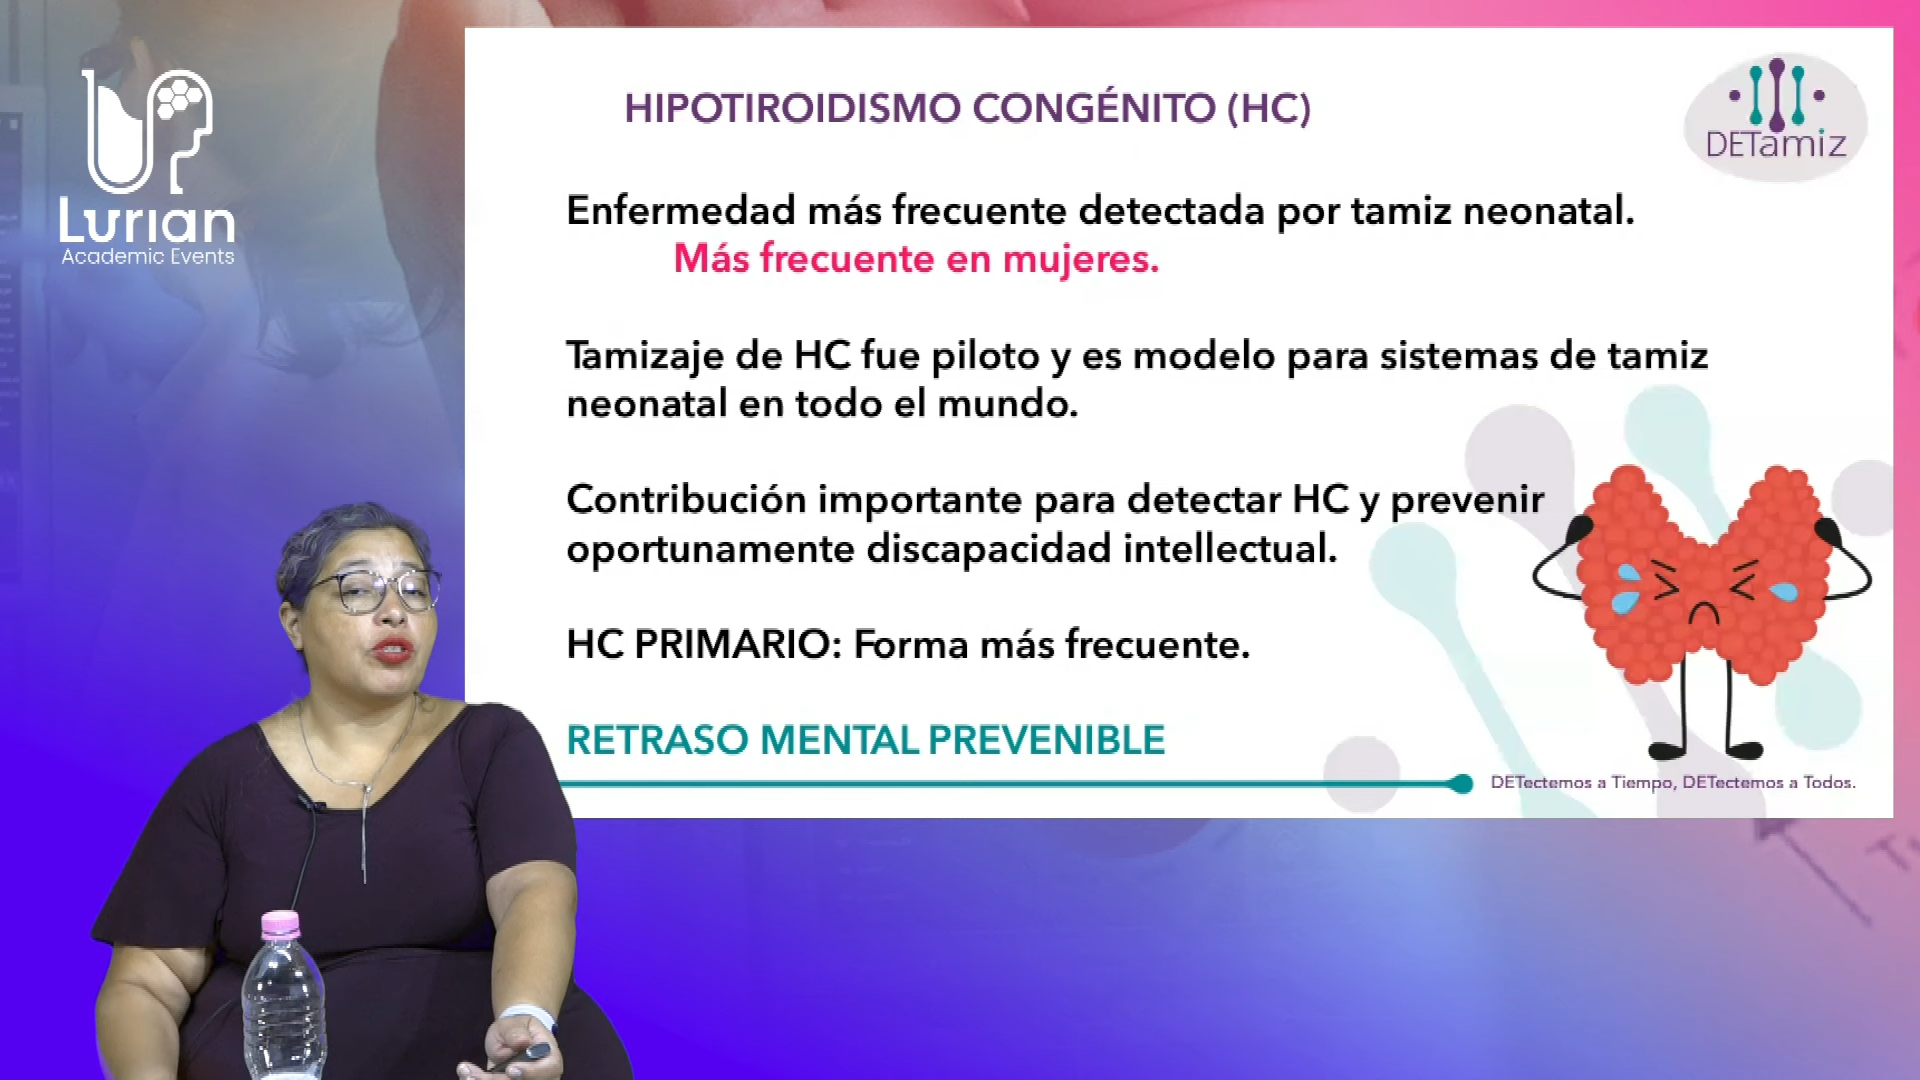 Lurian
Academic Events
HIPOTIROIDISMO CONGÉNITO (HC)
DETamiz
Enfermedad más frecuente detectada por tamiz neonatal.
Más frecuente en mujeres.
Tamizaje de HC fue piloto y es modelo para sistemas de tamiz
neonatal en todo el mundo.
Contribución importante para detectar HC y prevenir
oportunamente discapacidad intellectual.
HC PRIMARIO: Forma más frecuente.
RETRASO MENTAL PREVENIBLE
DETectemos a Tiempo, DETectemos a Todos.